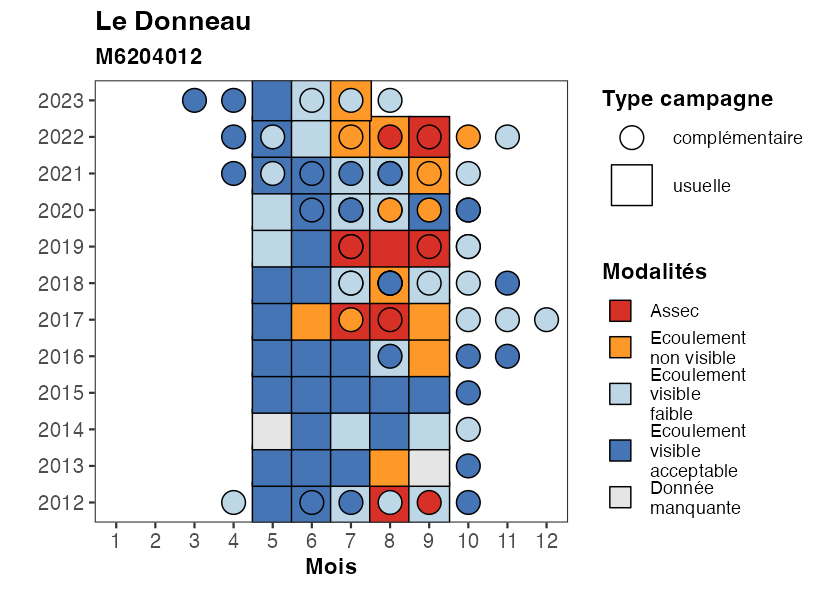 Le Donneau
M6204012
2023
2022
2021
2020
2019
2018
2017
2016
2015
2014
2013
2012
1 2 3 4 5 6 7 8 9 10 11 12
Mois
Type campagne
complémentaire
usuelle
Modalités
Assec
Ecoulement
non visible
Ecoulement
visible
faible
Ecoulement
visible
acceptable
Donnée
manquante